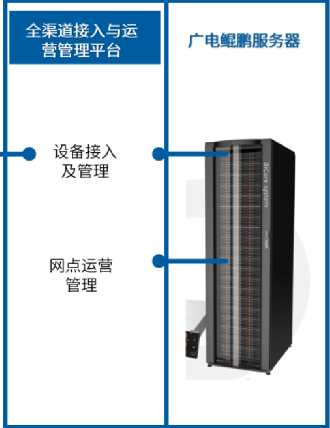 全渠道接入与运
营管理平台
广电鲲鹏服务器
设备接入
及管理
网点运营
管理